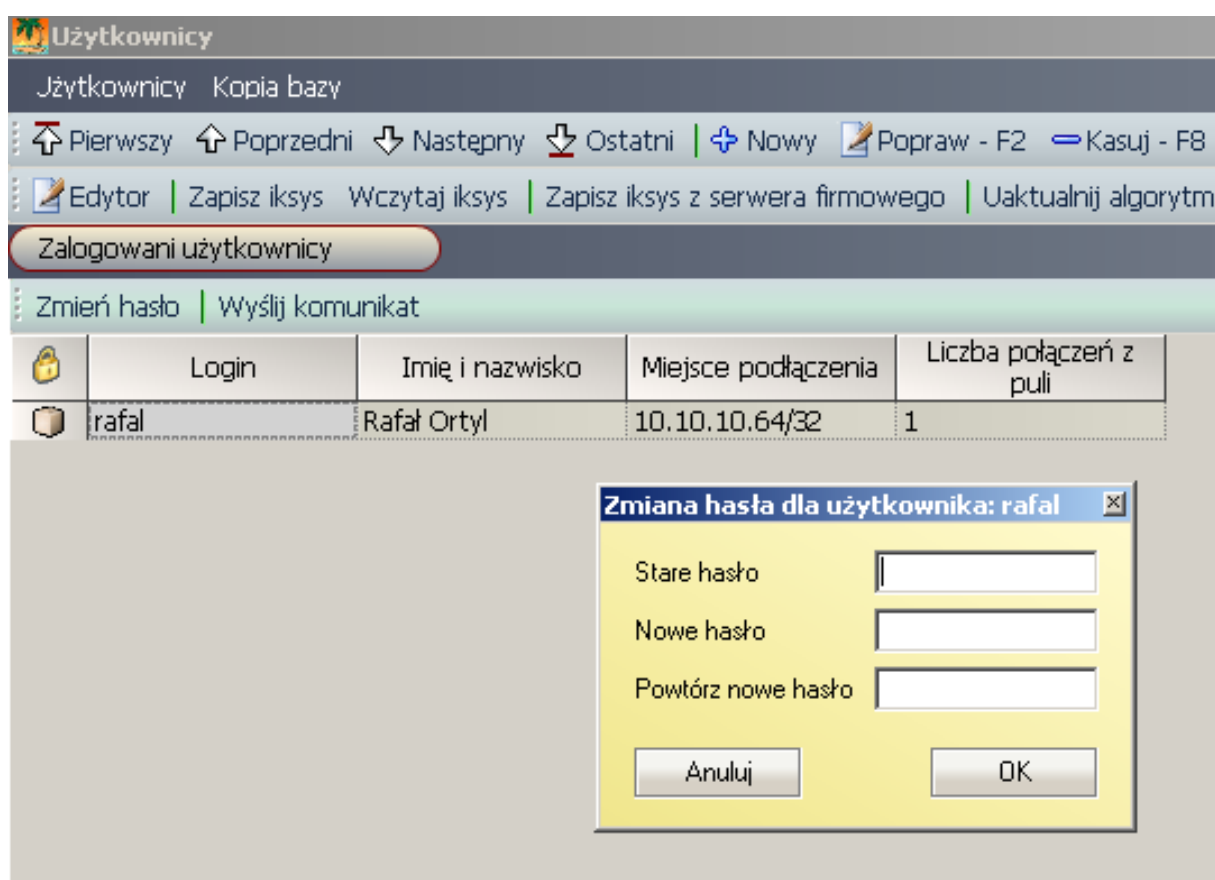 Użytkownicy
Jżytkownicy Kopia bazy
Pierwszy Poprzedni Następny Ostatni Nowy Popraw - F2 Kasuj - F8
Edytor Zapisz iksys Wczytaj iksys Zapisz iksys z serwera firmowego Uaktualnij algorytm
Zalogowani użytkownicy
Zmień hasło Wyślij komunikat
Login Imię i nazwisko Miejsce podłączenia Liczba połączeń z
puli
rafal Rafał Ortyl 10.10.10.64/32 1
Zmiana hasła dla użytkownika: rafal
Stare hasło
Nowe hasło
Powtórz nowe hasło
Anuluj OK